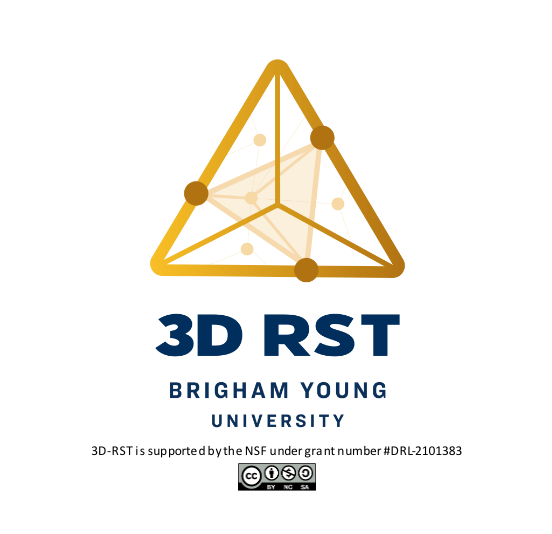 3D RST
BRIGHAM YOUNG
UNIVERSITY
3D-RST is supported by the NSF under grant number #DRL-2101383
cc
BY NC SA